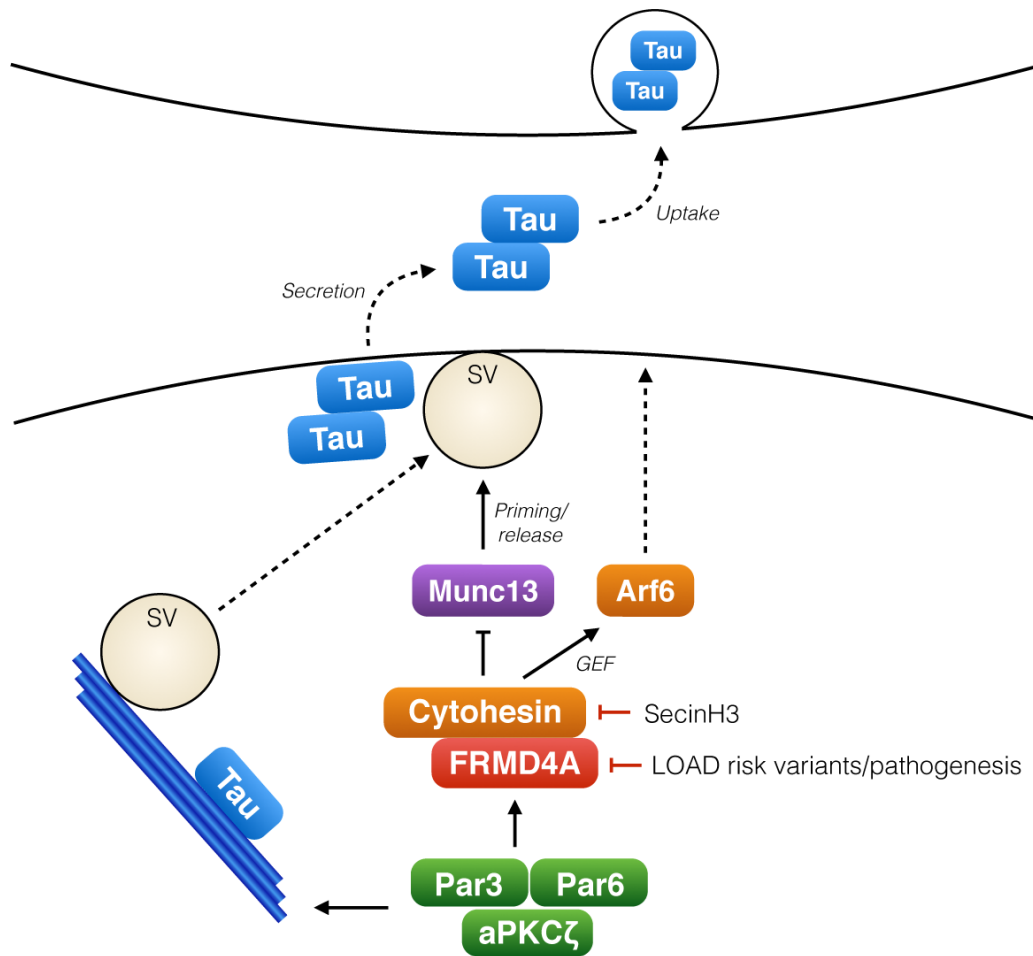 Tau
Tau
Tau
Uptake
Tau
Secretion
SV
Tau
Tau
Priming/
release
Munc13
Arf6
SV
GEF
Cytohesin
SecinH3
FRMD4A
LOAD risk variants/pathogenesis
Tau
Par3
Par6
aPKCζ